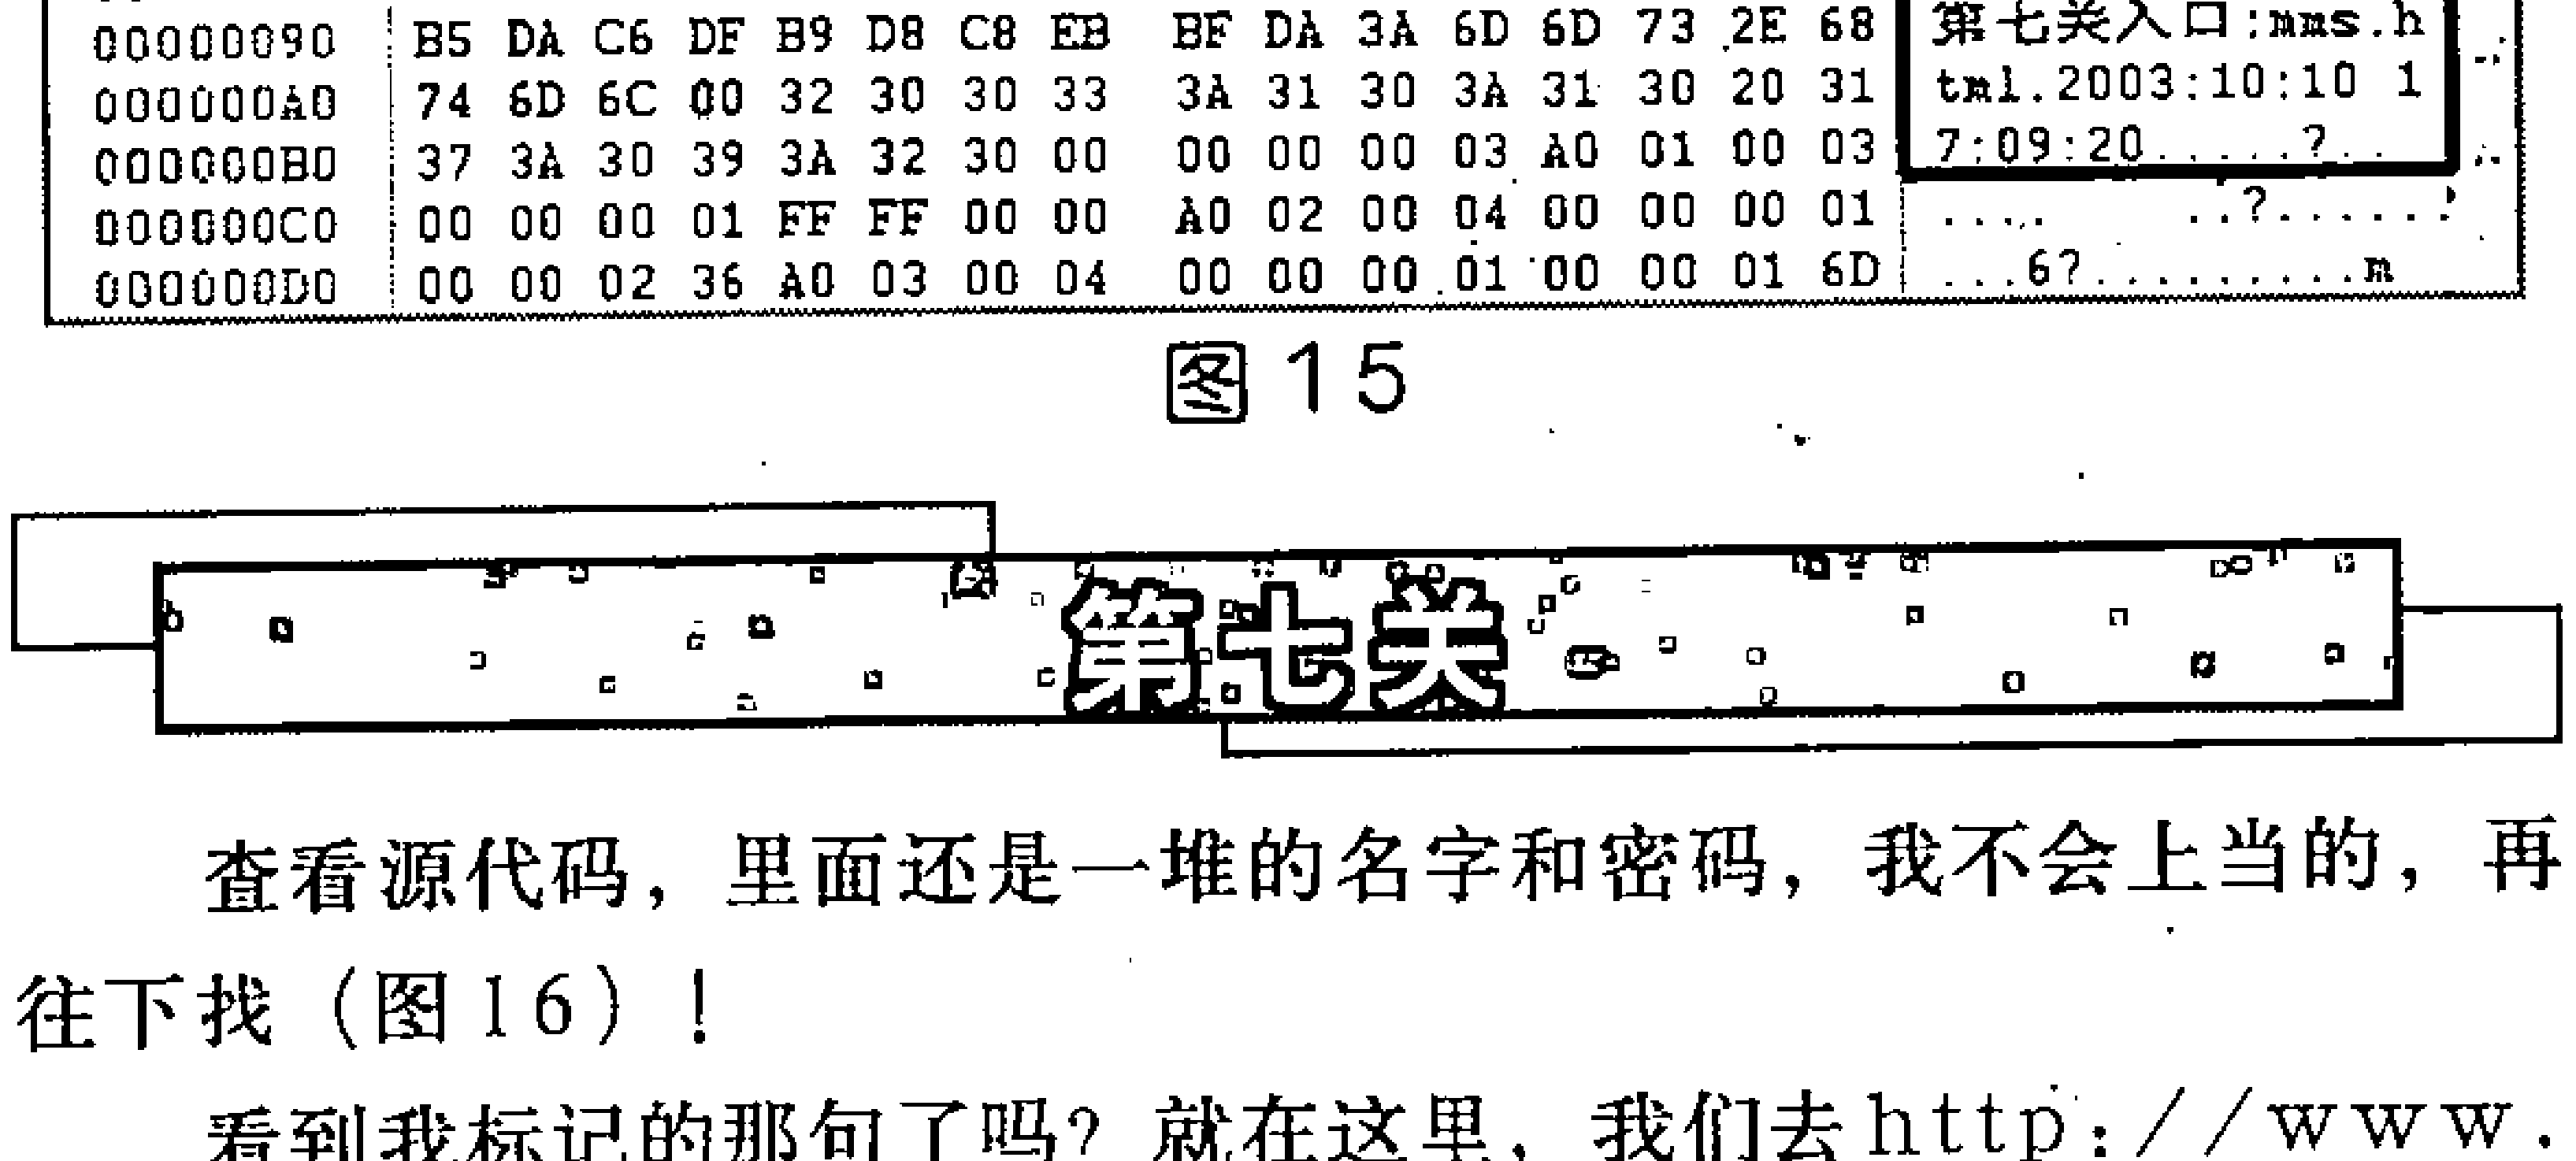 00000090 B5 DA C6 DF B9 D8 C8 EB BF DA 3A 6D 6D 73 2E 68 第七关入口:mms.h
000000A0 74 6D 6C 00 32 30 30 33 3A 31 30 3A 31 30 20 31 tml.2003:10:10 1
000000B0 37 3A 30 39 3A 32 30 00 00 00 00 03 A0 01 00 03 7:09:20.....?..
000000C0 00 00 00 01 FF FF 00 00 A0 02 00 04 00 00 00 01 .... ..?......
000000D0 00 00 02 36 A0 03 00 04 00 00 00 01 00 00 01 6D ...6?..........m
图15
第七关
查看源代码，里面还是一堆的名字和密码，我不会上当的，再
往下找（图16）！
看到我标记的那句了吗？就在这里，我们去http://www.